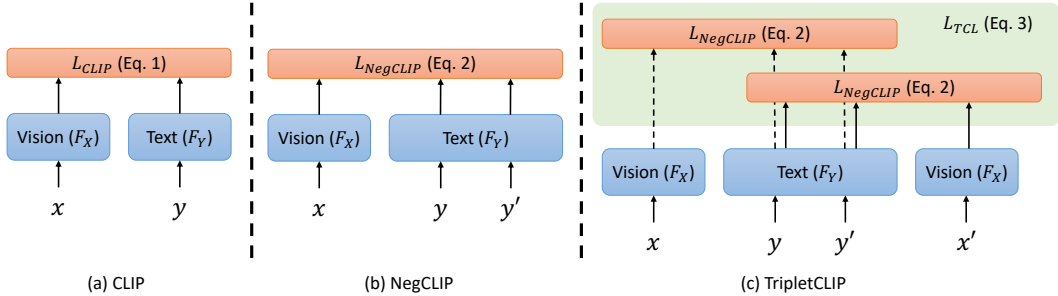 L_CLIP (Eq. 1)
Vision (F_X)
Text (F_Y)
x
y
(a) CLIP
L_NegCLIP (Eq. 2)
Vision (F_X)
Text (F_Y)
x
y
y′
(b) NegCLIP
L_NegCLIP (Eq. 2)
L_TCL (Eq. 3)
L_NegCLIP (Eq. 2)
Vision (F_X)
Text (F_Y)
Vision (F_X)
x
y
y′
x′
(c) TripletCLIP